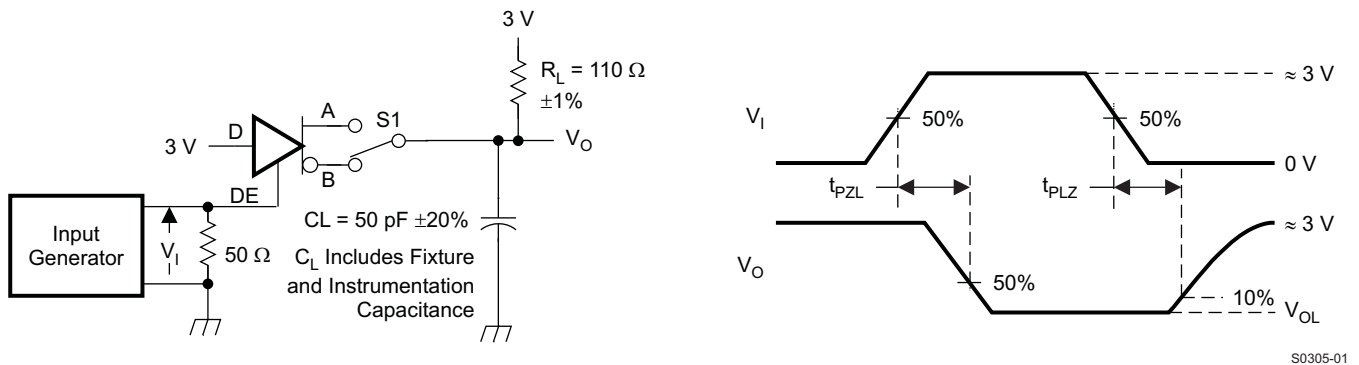 3 V
R_L = 110 Ω
±1%
A
S1
D
3 V
V_O
B
DE
Input
Generator
V_I
50 Ω
CL = 50 pF ±20%
C_L Includes Fixture
and Instrumentation
Capacitance
≈ 3 V
V_I
50%
50%
0 V
t_PZL
t_PLZ
≈ 3 V
V_O
50%
10%
V_OL
S0305-01